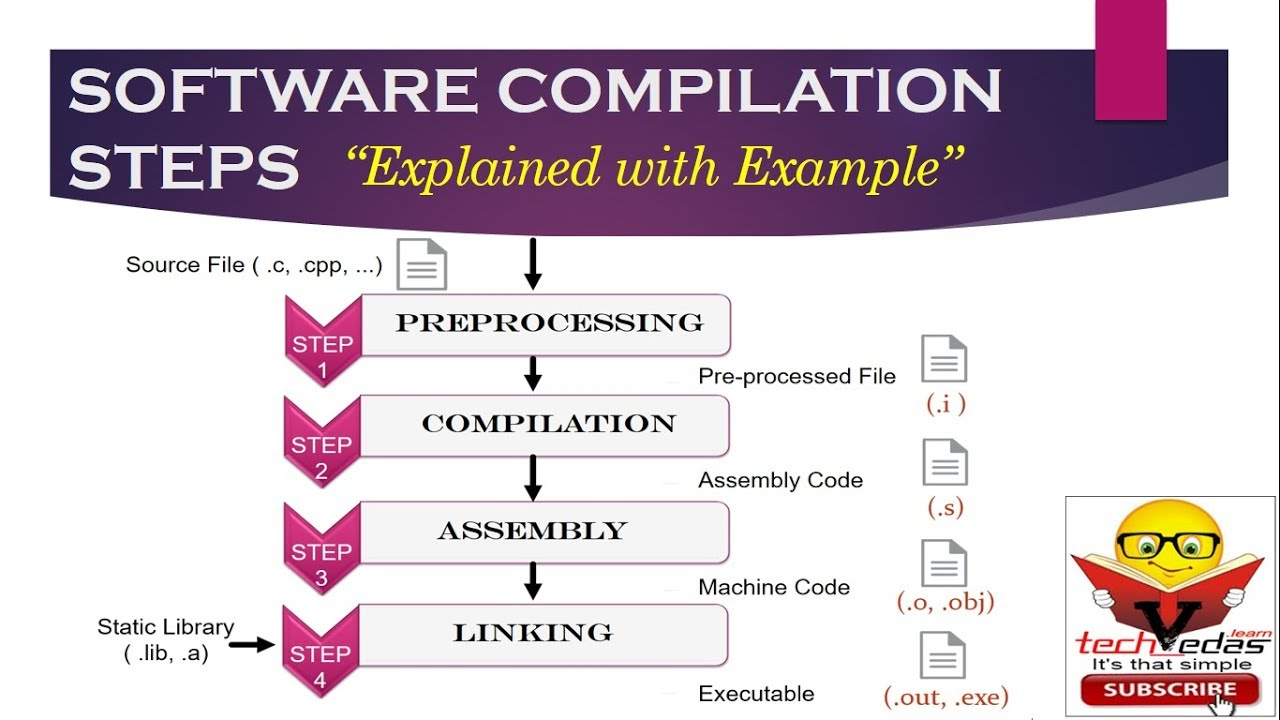 SOFTWARE COMPILATION
STEPS “Explained with Example”
Source File ( .c, .cpp, ...)
STEP
1
PREPROCESSING
Pre-processed File
(.i )
STEP
2
COMPILATION
Assembly Code
(.s)
STEP
3
ASSEMBLY
Machine Code
(.o, .obj)
Static Library
( .lib, .a)
STEP
4
LINKING
Executable
(.out, .exe)
V
.learn
techVedas
It's that simple
SUBSCRIBE